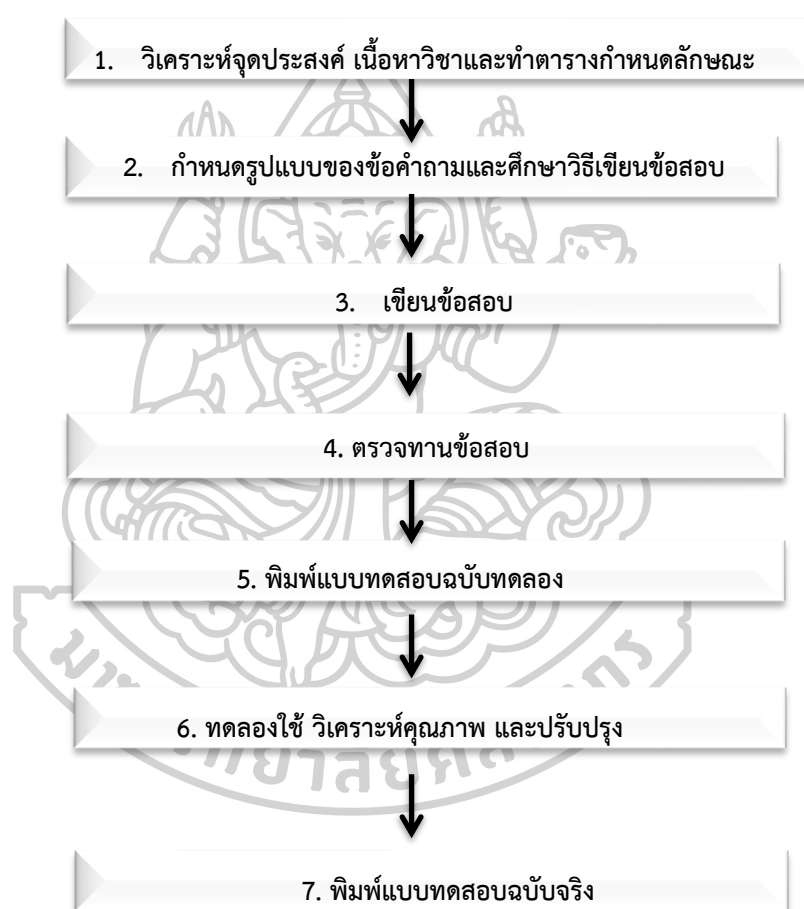 1. วิเคราะห์จุดประสงค์ เนื้อหาวิชาและทำตารางกำหนดลักษณะ
2. กำหนดรูปแบบของข้อคำถามและศึกษาวิธีเขียนข้อสอบ
3. เขียนข้อสอบ
4. ตรวจทานข้อสอบ
5. พิมพ์แบบทดสอบฉบับทดลอง
6. ทดลองใช้ วิเคราะห์คุณภาพ และปรับปรุง
7. พิมพ์แบบทดสอบฉบับจริง